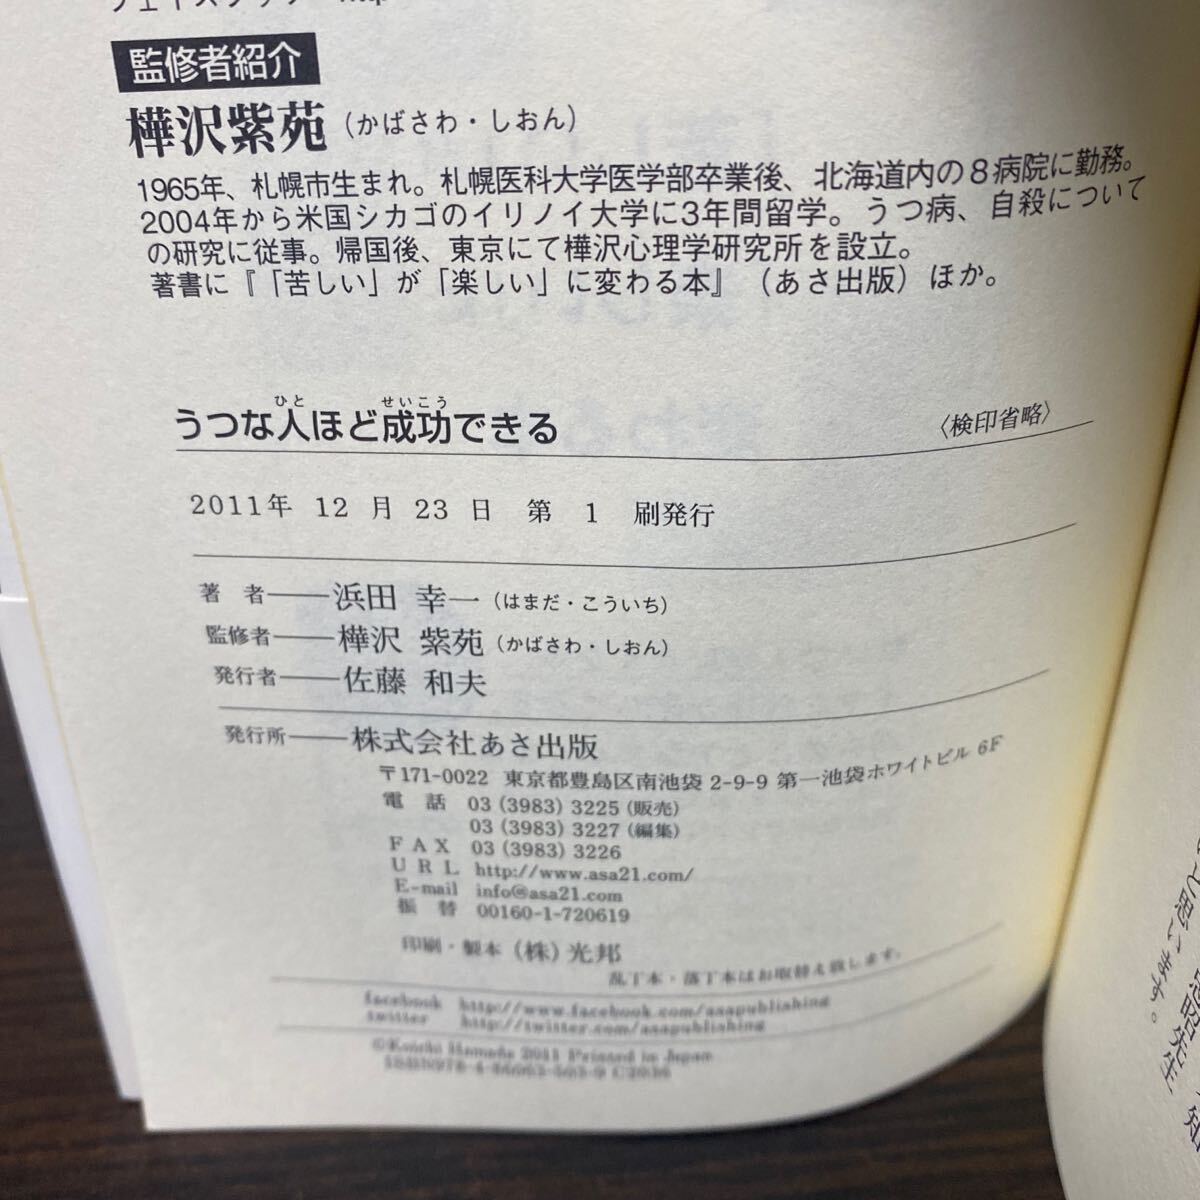 監修者紹介
樺沢紫苑（かばさわ・しおん）
1965年、札幌市生まれ。札幌医科大学医学部卒業後、北海道内の８病院に勤務。
2004年から米国シカゴのイリノイ大学に3年間留学。うつ病、自殺について
の研究に従事。帰国後、東京にて樺沢心理学研究所を設立。
著書に『「苦しい」が「楽しい」に変わる本』（あさ出版）ほか。
ひと せいこう
うつな人ほど成功できる 〈検印省略〉
2011年 12 月 23 日 第 1 刷発行
著 者――浜田 幸一（はまだ・こういち）
監修者――樺沢 紫苑（かばさわ・しおん）
発行者――佐藤 和夫
発行所――株式会社あさ出版
〒171-0022 東京都豊島区南池袋 2-9-9 第一池袋ホワイトビル 6F
電 話 03 (3983) 3225 (販売)
03 (3983) 3227 (編集)
F A X 03 (3983) 3226
U R L http://www.asa21.com/
E-mail info@asa21.com
振 替 00160-1-720619
印刷・製本 (株) 光邦
乱丁本・落丁本はお取替え致します。
facebook http://www.facebook.com/asapublishing
twitter http://twitter.com/asapublishing
©Koichi Hamada 2011 Printed in Japan
と思います。